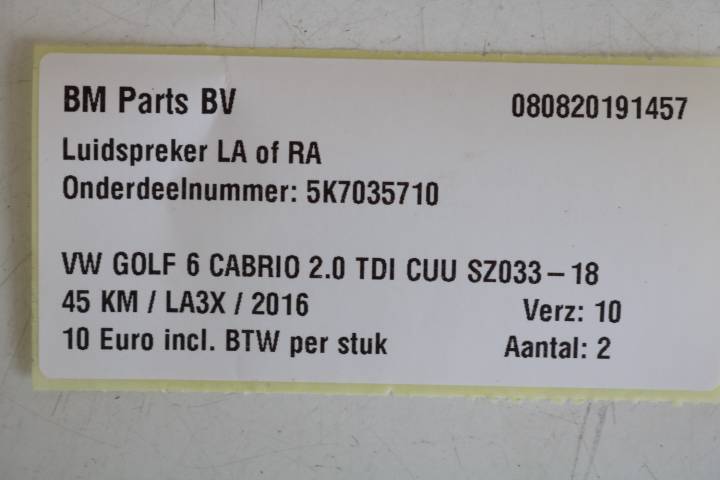 BM Parts BV 080820191457
Luidspreker LA of RA
Onderdeelnummer: 5K7035710
VW GOLF 6 CABRIO 2.0 TDI CUU SZ033-18
45 KM / LA3X / 2016 Verz: 10
10 Euro incl. BTW per stuk Aantal: 2